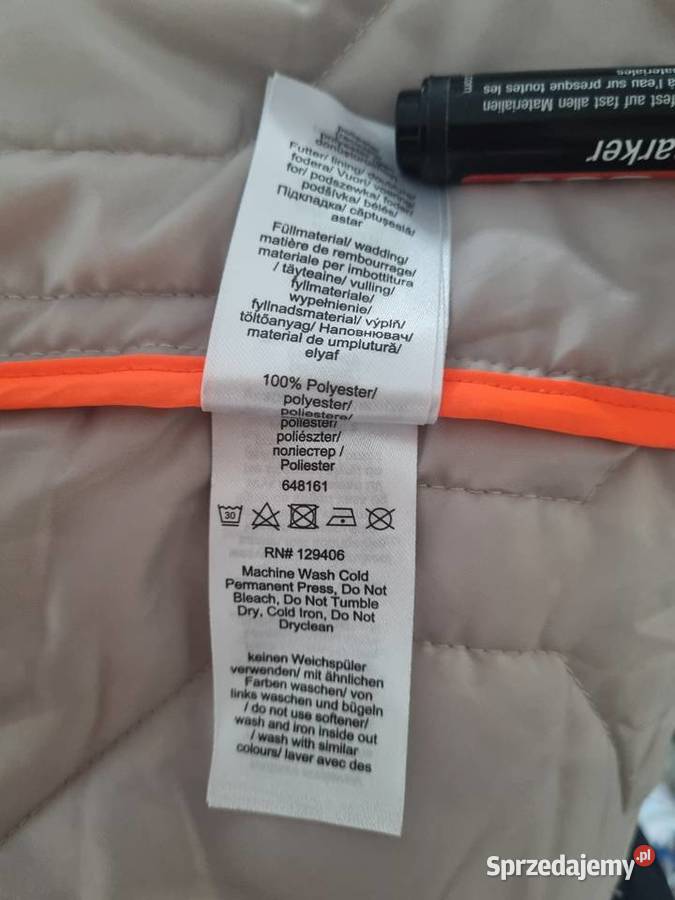 à l'eau sur presque toutes les
fest auf fast allen Materialien
arker
Futter/ lining/
fodera/ Vuori/
for/ podszewka/ foder/
podšívka/ bélés/
Підкладка/ căptușeală/
astar
Füllmaterial/ wadding/
matière de rembourrage/
materiale per imbottitura
/ täyteaine/ vulling/
fyllmateriale/
wypełnienie/
fyllnadsmaterial/ výplň/
töltőanyag/ Наповнювач/
material de umplutură/
elyaf
100% Polyester/
polyester/
poliestere/
poliester/
poliészter/
поліестер /
Poliester
648161
30
RN# 129406
Machine Wash Cold
Permanent Press, Do Not
Bleach, Do Not Tumble
Dry, Cold Iron, Do Not
Dryclean
keinen Weichspüler
verwenden/ mit ähnlichen
Farben waschen/ von
links waschen und bügeln
/ do not use softener/
wash and iron inside out
/ wash with similar
colours/ laver avec des
Sprzedajemy.pl